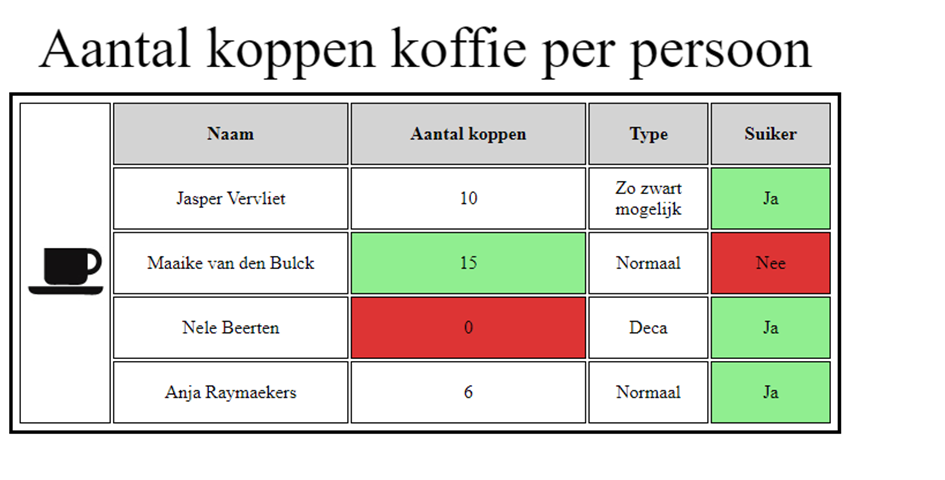 Aantal koppen koffie per persoon
Naam Aantal koppen Type Suiker
Jasper Vervliet 10 Zo zwart mogelijk Ja
Maaike van den Bulck 15 Normaal Nee
Nele Beerten 0 Deca Ja
Anja Raymaekers 6 Normaal Ja